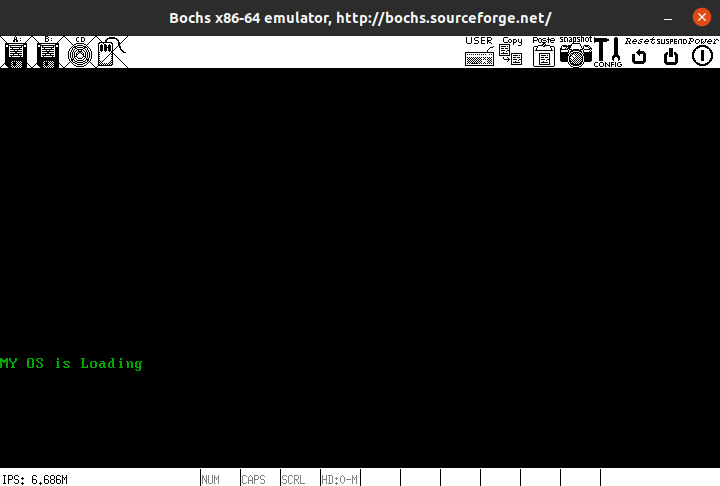 Bochs x86-64 emulator, http://bochs.sourceforge.net/
A: B: CD USER Copy Poste Snapshot CONFIG Reset SUSPEND Power
MY OS is Loading
IPS: 6.686M NUM CAPS SCRL HD:0-M